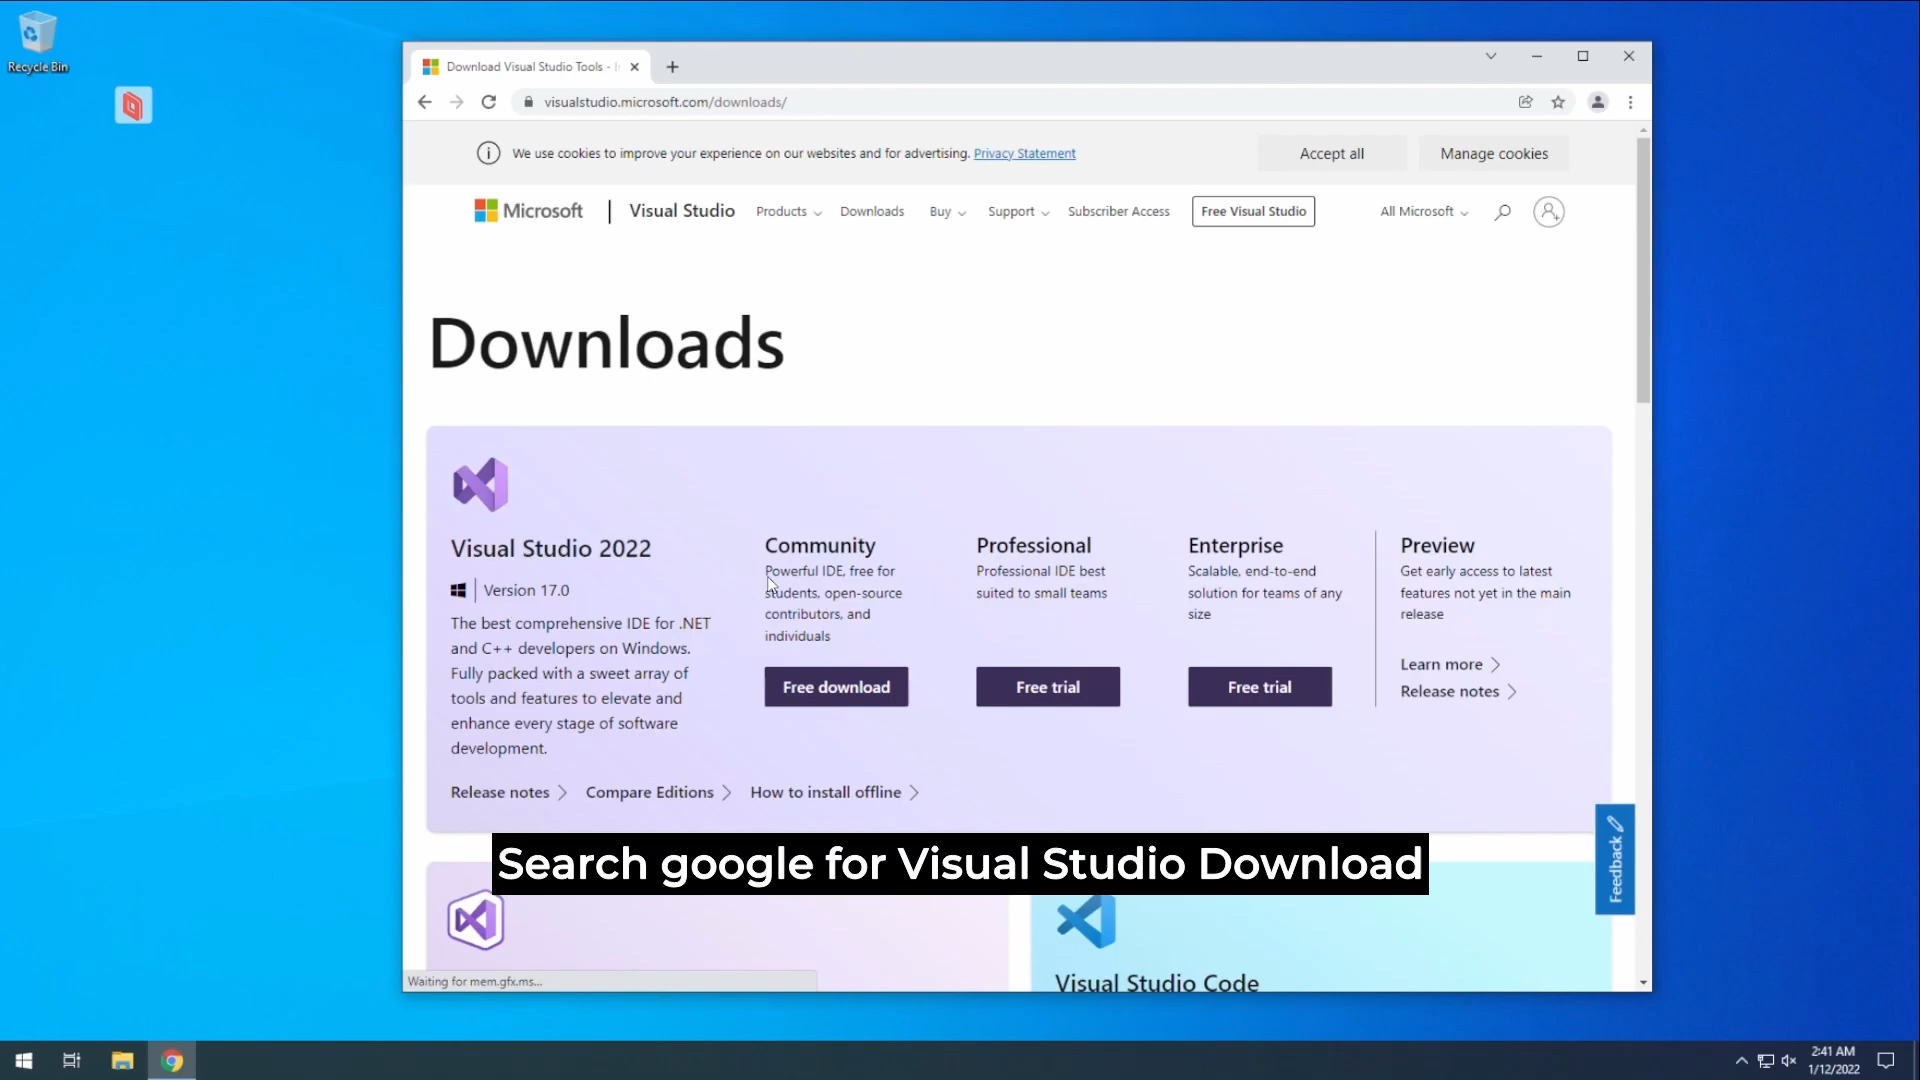 Recycle Bin
Download Visual Studio Tools -
visualstudio.microsoft.com/downloads/
We use cookies to improve your experience on our websites and for advertising. Privacy Statement
Accept all
Manage cookies
Microsoft
Visual Studio
Products
Downloads
Buy
Support
Subscriber Access
Free Visual Studio
All Microsoft
Downloads
Visual Studio 2022
Version 17.0
The best comprehensive IDE for .NET
and C++ developers on Windows.
Fully packed with a sweet array of
tools and features to elevate and
enhance every stage of software
development.
Community
Powerful IDE, free for
students, open-source
contributors, and
individuals
Free download
Professional
Professional IDE best
suited to small teams
Free trial
Enterprise
Scalable, end-to-end
solution for teams of any
size
Free trial
Preview
Get early access to latest
features not yet in the main
release
Learn more
Release notes
Release notes
Compare Editions
How to install offline
Feedback
Search google for Visual Studio Download
Visual Studio Code
Waiting for mem.gfx.ms...
2:41 AM
1/12/2022